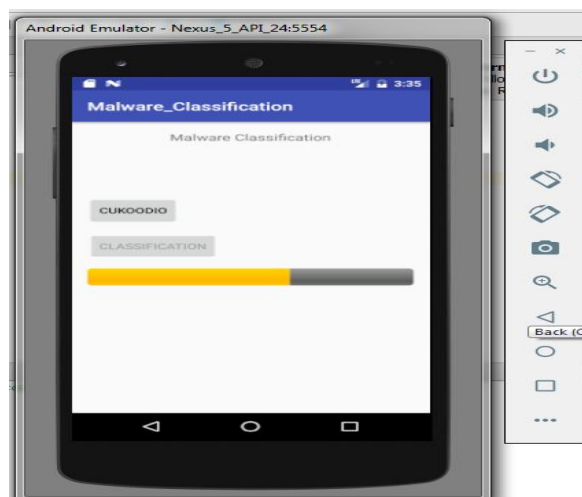 Android Emulator - Nexus_5_API_24:5554
3:35
Malware_Classification
Malware Classification
CUKOODIO
CLASSIFICATION
Back (C